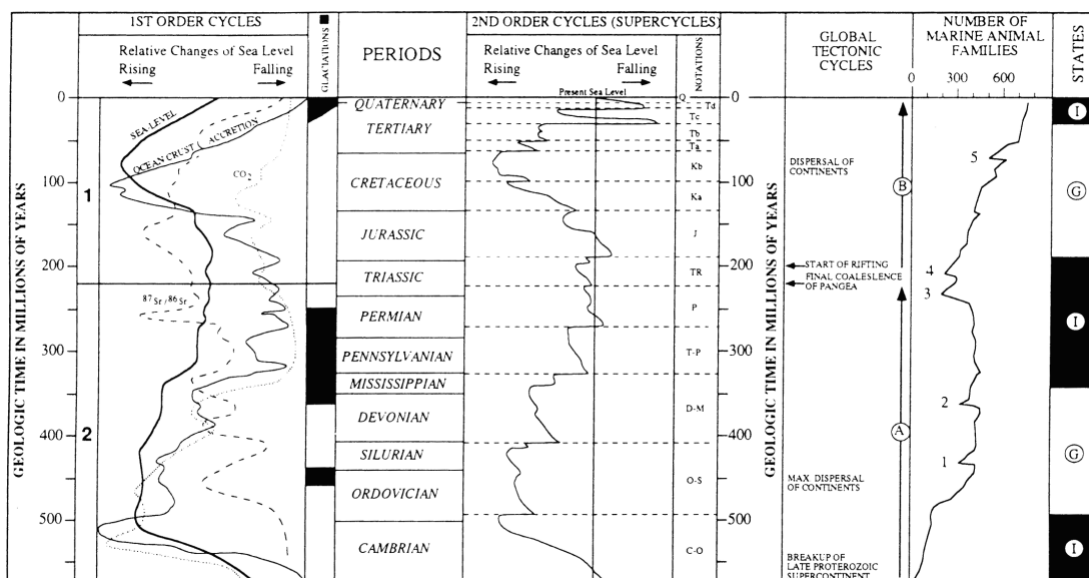 1ST ORDER CYCLES
Relative Changes of Sea Level
Rising
Falling
GLACIATIONS
PERIODS
2ND ORDER CYCLES (SUPERCYCLES)
Relative Changes of Sea Level
Rising
Falling
NOTATIONS
GLOBAL
TECTONIC
CYCLES
NUMBER OF
MARINE ANIMAL
FAMILIES
0 300 600
STATES
GEOLOGIC TIME IN MILLIONS OF YEARS
0
100
200
300
400
500
1
2
SEA-LEVEL
OCEAN CRUST ACCRETION
CO2
87Sr/86Sr
QUATERNARY
TERTIARY
CRETACEOUS
JURASSIC
TRIASSIC
PERMIAN
PENNSYLVANIAN
MISSISSIPPIAN
DEVONIAN
SILURIAN
ORDOVICIAN
CAMBRIAN
Present Sea Level
Q
Td
Tc
Tb
Ta
Kb
Ka
J
TR
P
T-P
D-M
O-S
C-O
0
100
200
300
400
500
GEOLOGIC TIME IN MILLIONS OF YEARS
DISPERSAL OF
CONTINENTS
START OF RIFTING
FINAL COALESLENCE
OF PANGEA
MAX DISPERSAL
OF CONTINENTS
BREAKUP OF
LATE PROTEROZOIC
SUPERCONTINENT
B
A
5
4
3
2
1
I
G
I
G
I